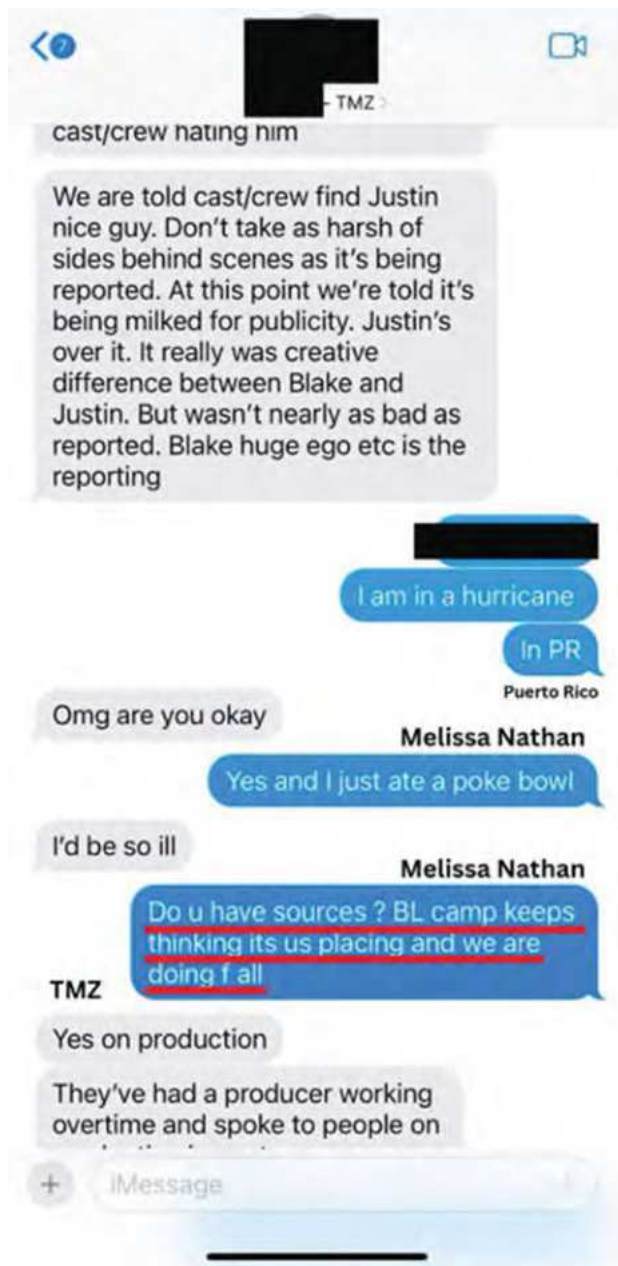 7
- TMZ >
cast/crew hating him
We are told cast/crew find Justin
nice guy. Don't take as harsh of
sides behind scenes as it's being
reported. At this point we're told it's
being milked for publicity. Justin's
over it. It really was creative
difference between Blake and
Justin. But wasn't nearly as bad as
reported. Blake huge ego etc is the
reporting
I am in a hurricane
In PR
Puerto Rico
Omg are you okay
Melissa Nathan
Yes and I just ate a poke bowl
I'd be so ill
Melissa Nathan
Do u have sources ? BL camp keeps
thinking its us placing and we are
doing f all
TMZ
Yes on production
They've had a producer working
overtime and spoke to people on
iMessage